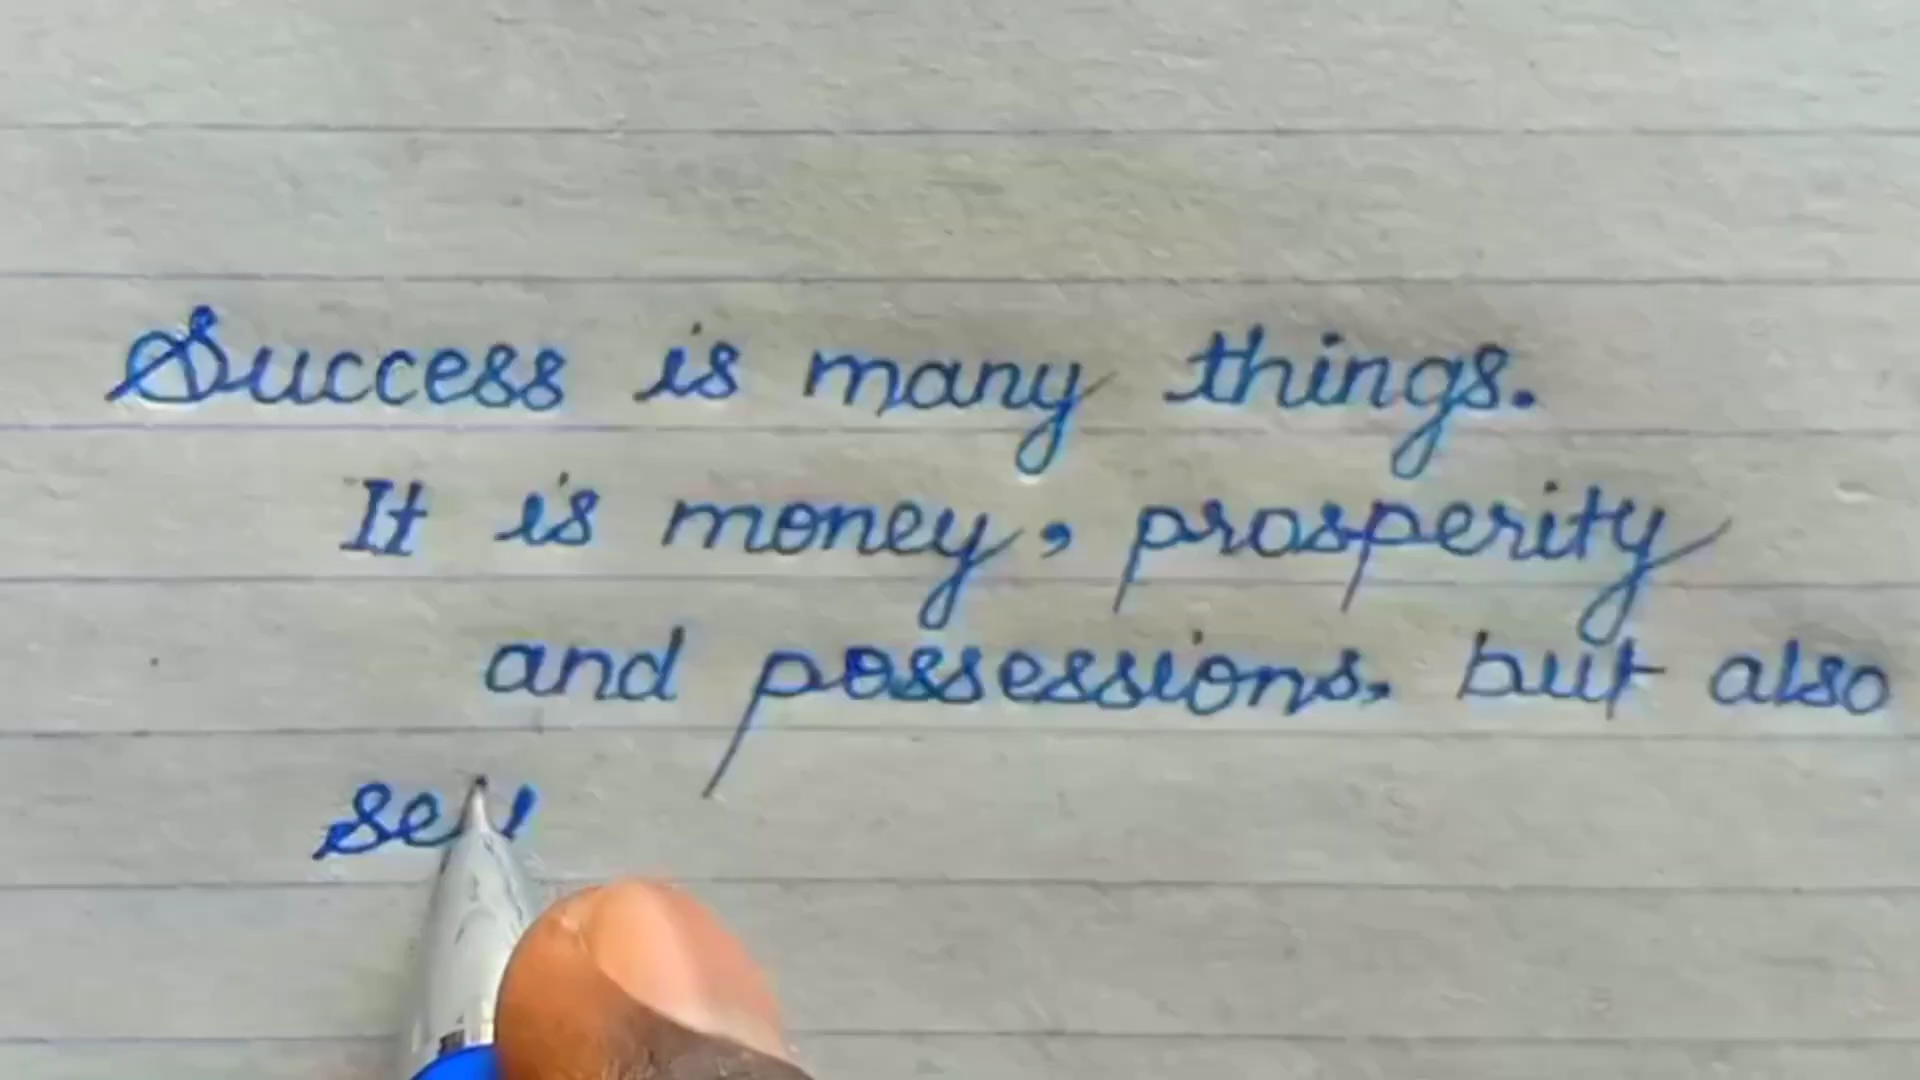 Success is many things.
It is money, prosperity
and possessions, but also